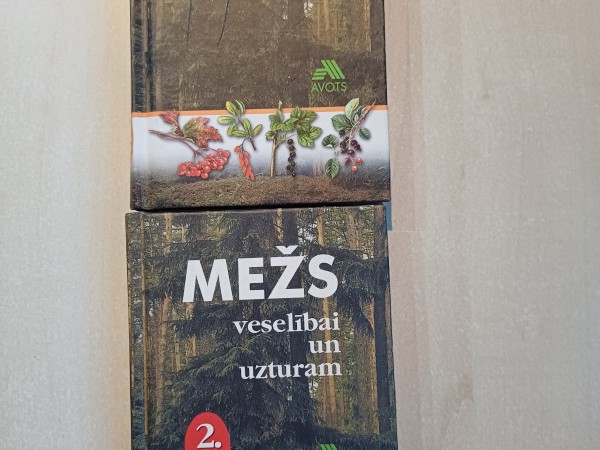 AVOTS
MEŽS
veselībai
un
uzturam
2.